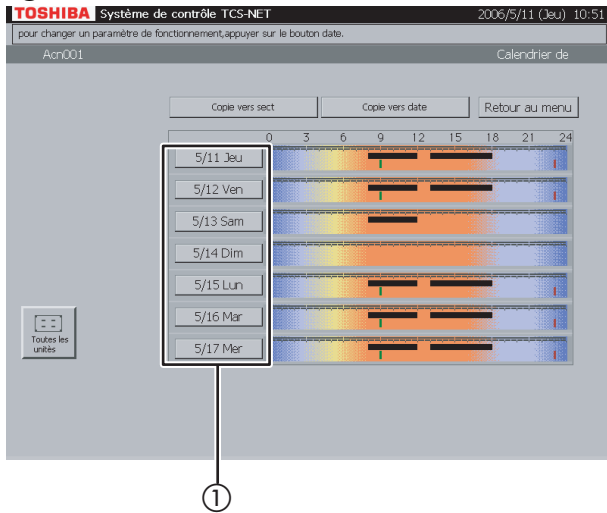 TOSHIBA Système de contrôle TCS-NET 2006/5/11 (Jeu) 10:51
pour changer un paramètre de fonctionnement,appuyer sur le bouton date.
Acn001 Calendrier de
Copie vers sect Copie vers date Retour au menu
0 3 6 9 12 15 18 21 24
5/11 Jeu
5/12 Ven
5/13 Sam
5/14 Dim
5/15 Lun
5/16 Mar
5/17 Mer
Toutes les
unitès
①